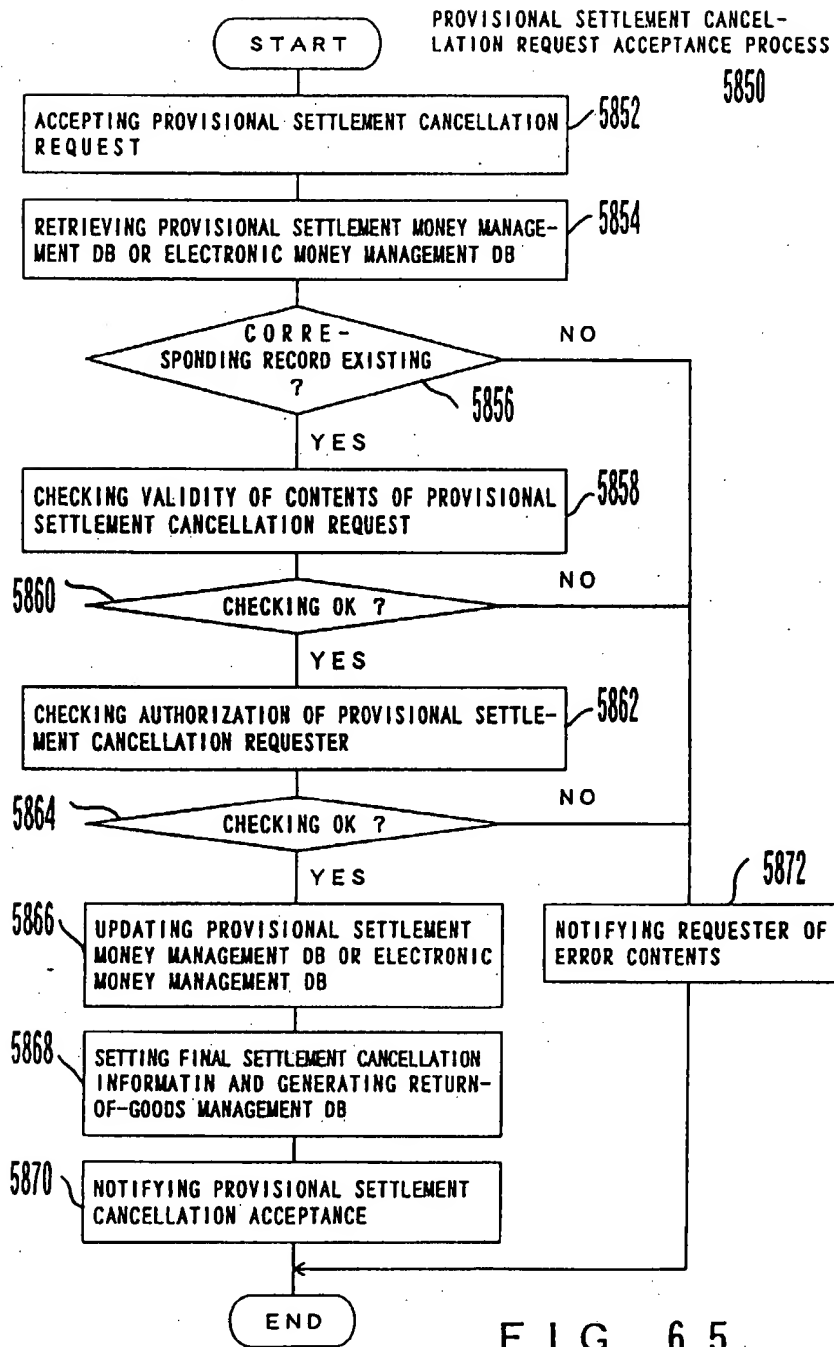 PROVISIONAL SETTLEMENT CANCEL-
LATION REQUEST ACCEPTANCE PROCESS
5850
START
ACCEPTING PROVISIONAL SETTLEMENT CANCELLATION
REQUEST
5852
RETRIEVING PROVISIONAL SETTLEMENT MONEY MANAGE-
MENT DB OR ELECTRONIC MONEY MANAGEMENT DB
5854
CORRE-
SPONDING RECORD EXISTING
?
NO
5856
YES
CHECKING VALIDITY OF CONTENTS OF PROVISIONAL
SETTLEMENT CANCELLATION REQUEST
5858
5860
CHECKING OK ?
NO
YES
CHECKING AUTHORIZATION OF PROVISIONAL SETTLE-
MENT CANCELLATION REQUESTER
5862
5864
CHECKING OK ?
NO
YES
5866
UPDATING PROVISIONAL SETTLEMENT
MONEY MANAGEMENT DB OR ELECTRONIC
MONEY MANAGEMENT DB
5872
NOTIFYING REQUESTER OF
ERROR CONTENTS
5868
SETTING FINAL SETTLEMENT CANCELLATION
INFORMATIN AND GENERATING RETURN-
OF-GOODS MANAGEMENT DB
5870
NOTIFYING PROVISIONAL SETTLEMENT
CANCELLATION ACCEPTANCE
END
FIG. 65